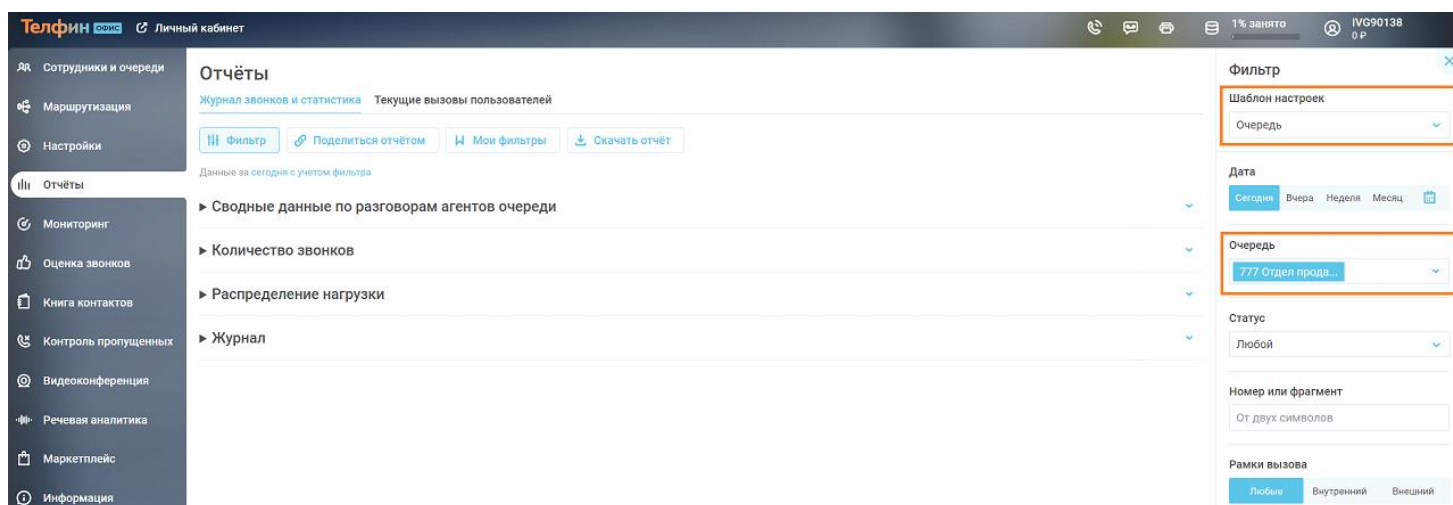 Телфин ОФИС Личный кабинет
1% занято
IVG90138
0 ₽
Сотрудники и очереди
Маршрутизация
Настройки
Отчёты
Мониторинг
Оценка звонков
Книга контактов
Контроль пропущенных
Видеоконференция
Речевая аналитика
Маркетплейс
Информация
Отчёты
Журнал звонков и статистика Текущие вызовы пользователей
Фильтр Поделиться отчётом Мои фильтры Скачать отчёт
Данные за сегодня с учетом фильтра
Сводные данные по разговорам агентов очереди
Количество звонков
Распределение нагрузки
Журнал
Фильтр
Шаблон настроек
Очередь
Дата
Сегодня Вчера Неделя Месяц
Очередь
777 Отдел прода...
Статус
Любой
Номер или фрагмент
От двух символов
Рамки вызова
Любые Внутренний Внешний